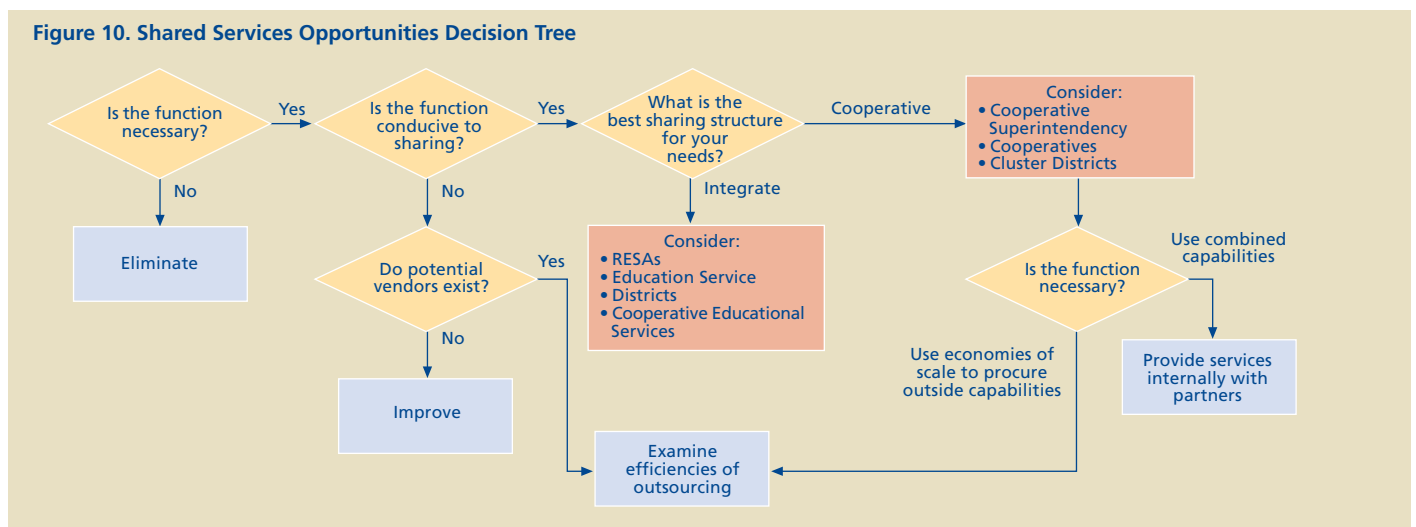 Figure 10. Shared Services Opportunities Decision Tree
Is the function
necessary?
Yes
Is the function
conducive to
sharing?
Yes
What is the
best sharing structure
for your
needs?
Cooperative
Consider:
• Cooperative
Superintendency
• Cooperatives
• Cluster Districts
No
No
Integrate
Eliminate
Do potential
vendors exist?
Yes
Consider:
• RESAs
• Education Service
• Districts
• Cooperative Educational
Services
Is the function
necessary?
Use combined
capabilities
No
Improve
Use economies of
scale to procure
outside capabilities
Provide services
internally with
partners
Examine
efficiencies of
outsourcing